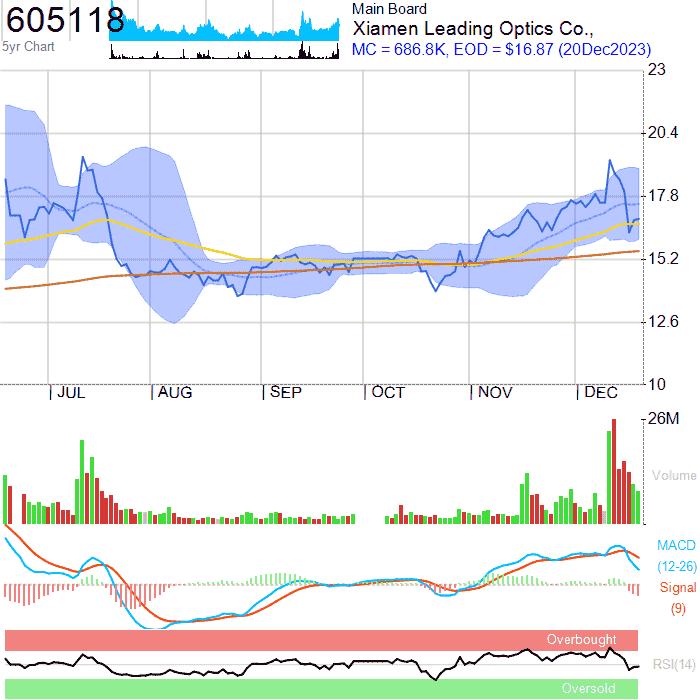 605118
5yr Chart
Main Board
Xiamen Leading Optics Co.,
MC = 686.8K, EOD = $16.87 (20Dec2023)
23
20.4
17.8
15.2
12.6
10
JUL AUG SEP OCT NOV DEC
26M
Volume
MACD
(12-26)
Signal
(9)
Overbought
RSI(14)
Oversold